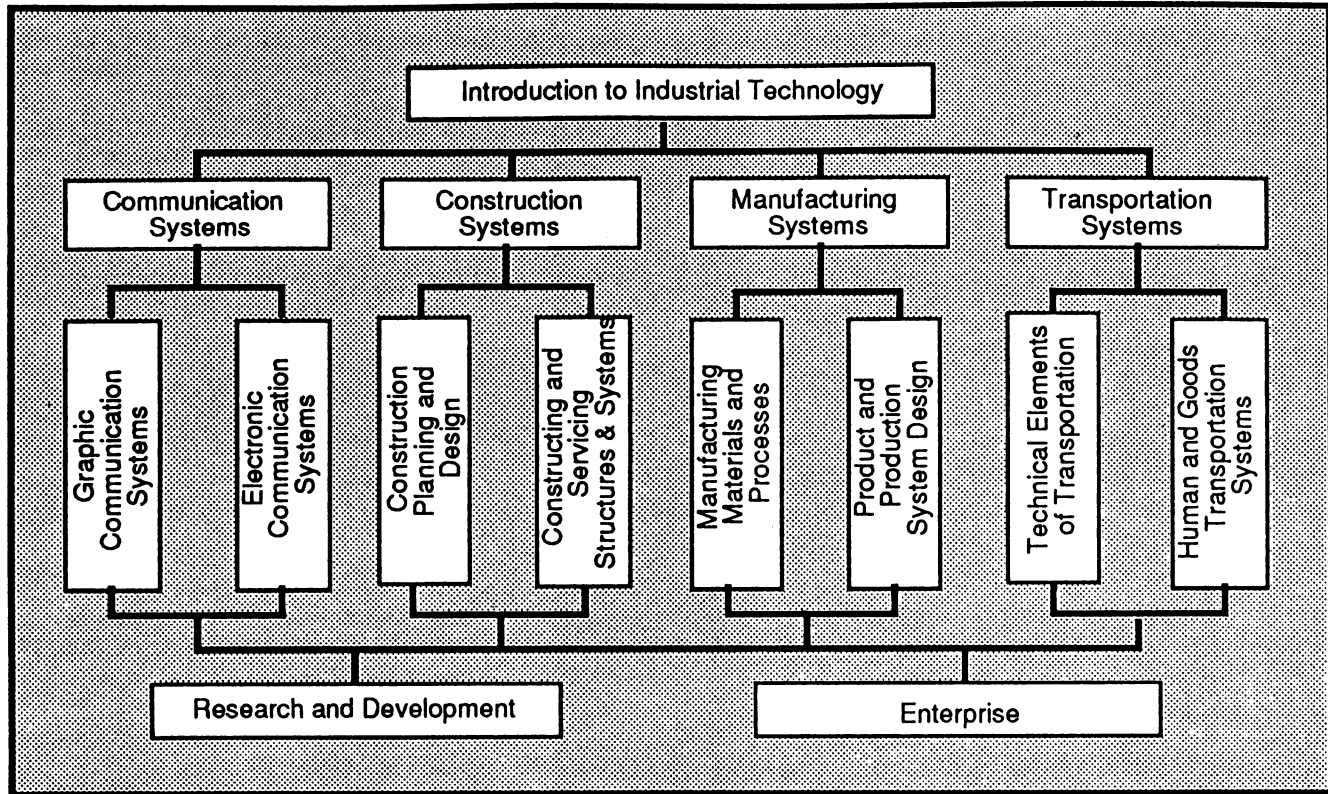 Introduction to Industrial Technology
Communication
Systems
Construction
Systems
Manufacturing
Systems
Transportation
Systems
Graphic
Communication
Systems
Electronic
Communication
Systems
Construction
Planning and
Design
Constructing and
Servicing
Structures & Systems
Manufacturing
Materials and
Processes
Product and
Production
System Design
Technical Elements
of Transportation
Human and Goods
Transportation
Systems
Research and Development
Enterprise